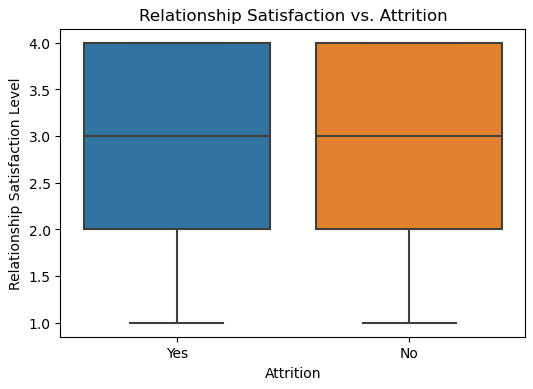 Relationship Satisfaction vs. Attrition
Relationship Satisfaction Level
4.0
3.5
3.0
2.5
2.0
1.5
1.0
Yes
No
Attrition